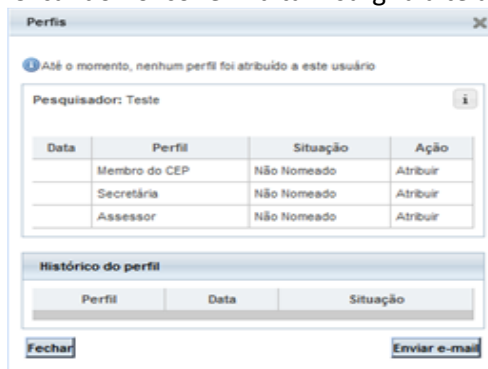 Perfis
Até o momento, nenhum perfil foi atribuído a este usuário
Pesquisador: Teste
Data Perfil Situação Ação
Membro do CEP Não Nomeado Atribuir
Secretária Não Nomeado Atribuir
Assessor Não Nomeado Atribuir
Histórico do perfil
Perfil Data Situação
Fechar Enviar e-mail